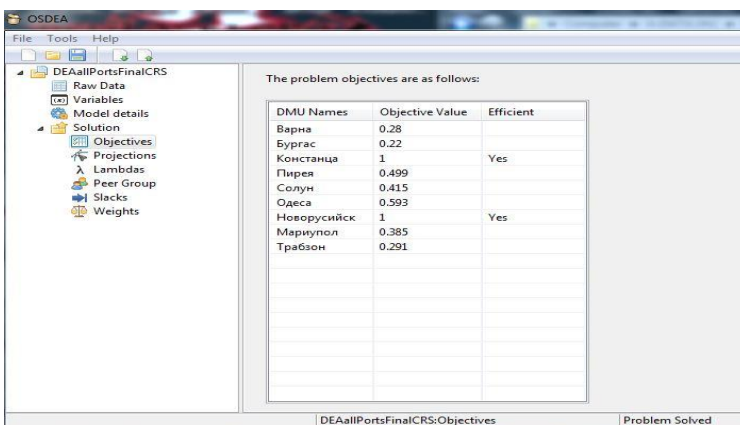 OSDEA
File Tools Help
DEAallPortsFinalCRS
Raw Data
(x) Variables
Model details
Solution
Objectives
Projections
λ Lambdas
Peer Group
Slacks
Weights
The problem objectives are as follows:
DMU Names Objective Value Efficient
Варна 0.28
Бургас 0.22
Констанца 1 Yes
Пирея 0.499
Солун 0.415
Одеса 0.593
Новорусийск 1 Yes
Мариупол 0.385
Трабзон 0.291
DEAallPortsFinalCRS:Objectives Problem Solved